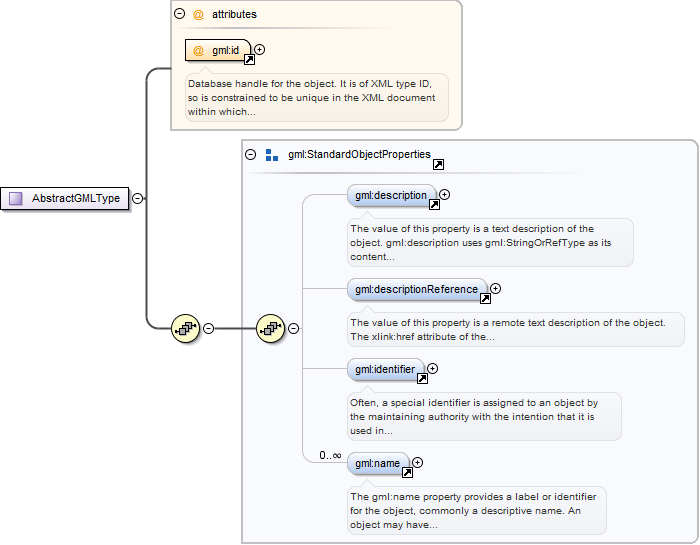 @ attributes
@ gml:id
Database handle for the object. It is of XML type ID,
so is constrained to be unique in the XML document
within which...
gml:StandardObjectProperties
AbstractGMLType
gml:description
The value of this property is a text description of the
object. gml:description uses gml:StringOrRefType as its
content...
gml:descriptionReference
The value of this property is a remote text description of the object.
The xlink:href attribute of the...
gml:identifier
Often, a special identifier is assigned to an object by
the maintaining authority with the intention that it is
used in...
0..∞
gml:name
The gml:name property provides a label or identifier
for the object, commonly a descriptive name. An
object may have...